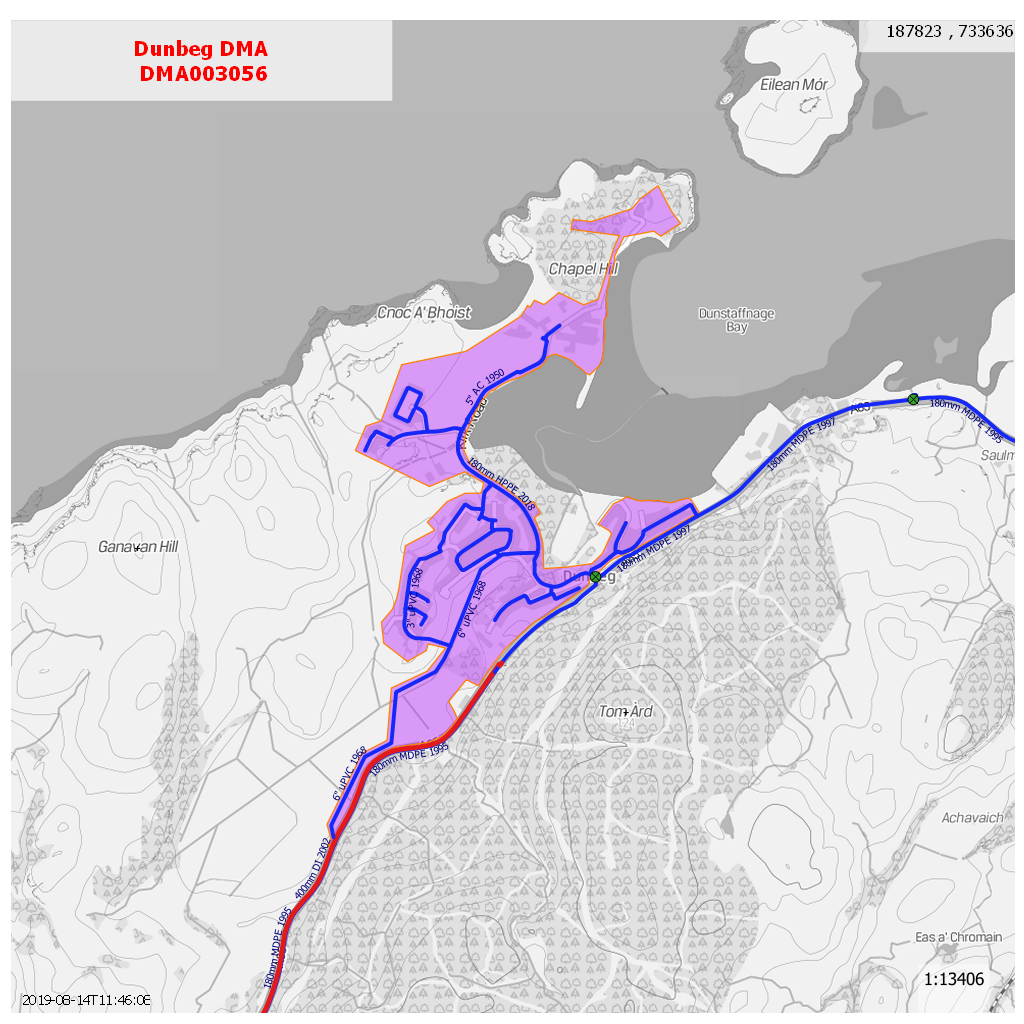 Dunbeg DMA
DMA003056
187823 , 733636
Eilean Mór
Chapel Hill
Cnoc A' Bhoist
Dunstaffnage
Bay
5" AC 1950
180mm HPPE 2018
A85
180mm MDPE 1995
180mm MDPE 1997
Saulm
Ganavan Hill
180mm MDPE 1997
Dunbeg
3" uPVC 1968
6" uPVC 1968
Tom Àrd
124
6" uPVC 1968
180mm MDPE 1995
Achavaich
400mm DI 2002
180mm MDPE 1995
Eas a' Chromain
1:13406
2019-08-14T11:46:06